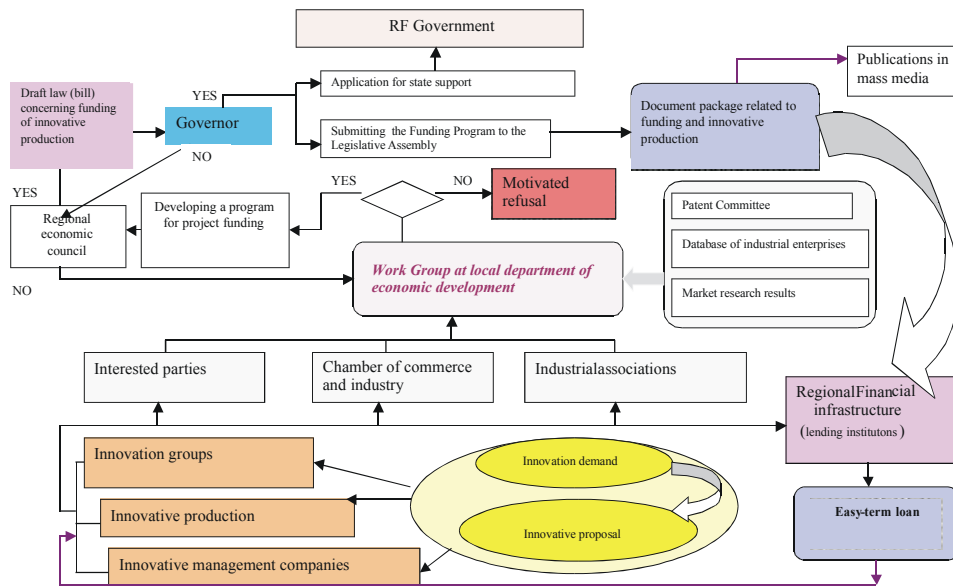 RF Government
Publications in
mass media
Draft law (bill)
concerning funding
of innovative
production
YES
Governor
Application for state support
Submitting the Funding Program to the
Legislative Assembly
Document package related to
funding and innovative
production
NO
YES
Regional
economic
council
Developing a program
for project funding
YES
NO
Motivated
refusal
Patent Committee
Database of industrial enterprises
Market research results
NO
Work Group at local department of
economic development
Interested parties
Chamber of commerce
and industry
Industrialassociations
RegionalFinancial
infrastructure
(lending institutons)
Innovation groups
Innovative production
Innovative management companies
Innovation demand
Innovative proposal
Easy-term loan